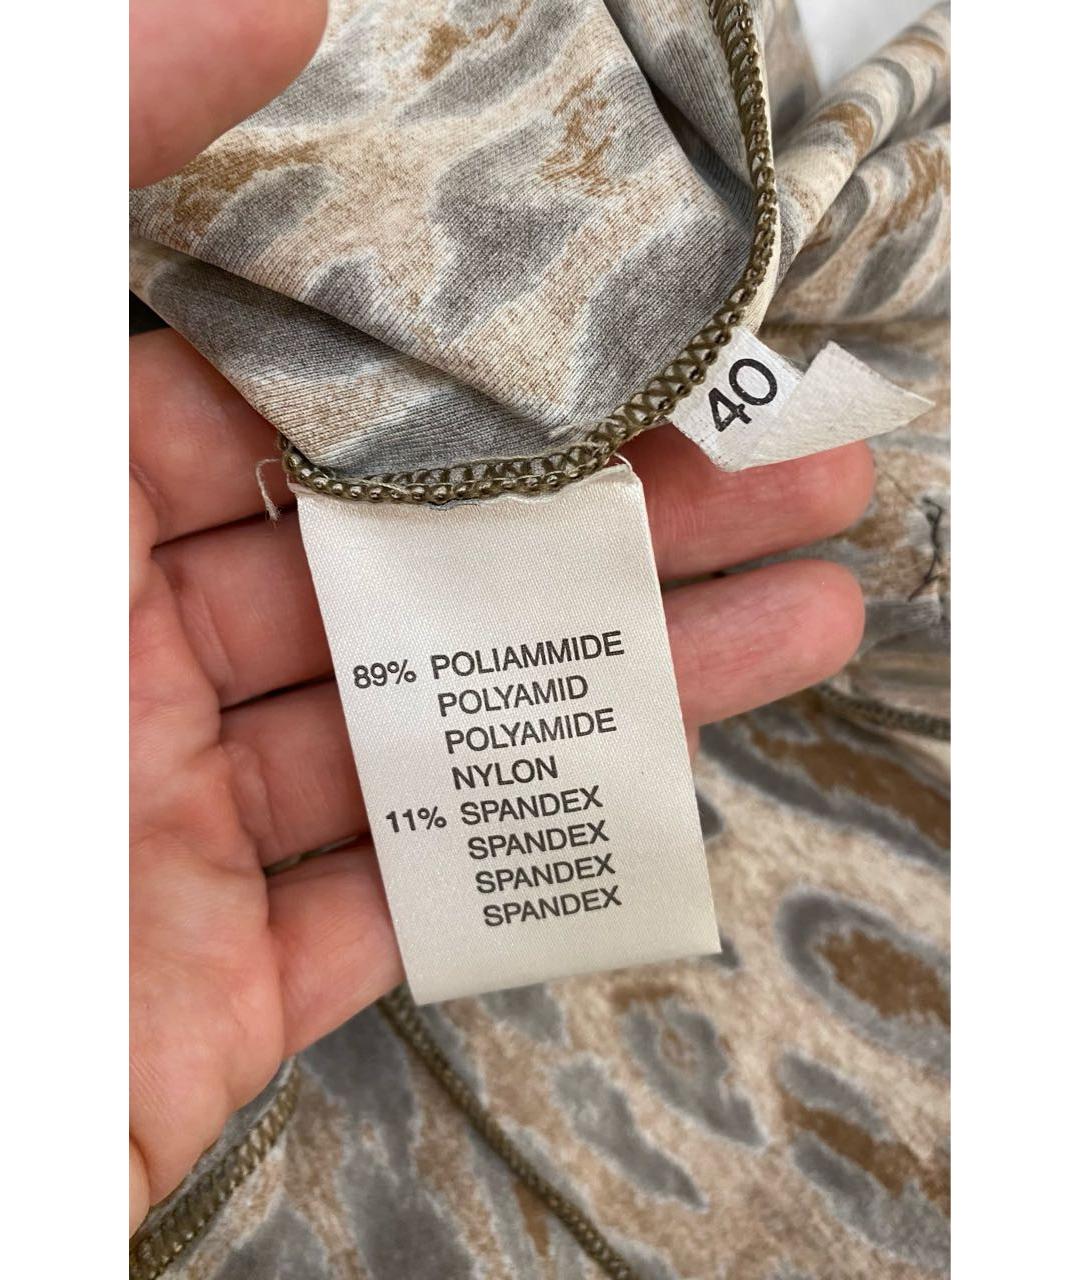 40
89% POLIAMMIDE
POLYAMID
POLYAMIDE
NYLON
11% SPANDEX
SPANDEX
SPANDEX
SPANDEX